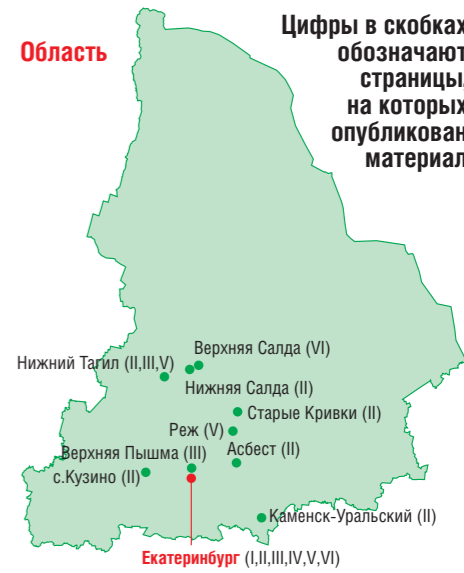 Область
Цифры в скобках
обозначают
страницы,
на которых
опубликован
материал
Верхняя Салда (VI)
Нижний Тагил (II,III,V)
Нижняя Салда (II)
Старые Кривки (II)
Реж (V)
Асбест (II)
Верхняя Пышма (III)
с.Кузино (II)
Каменск-Уральский (II)
Екатеринбург (I,II,III,IV,V,VI)